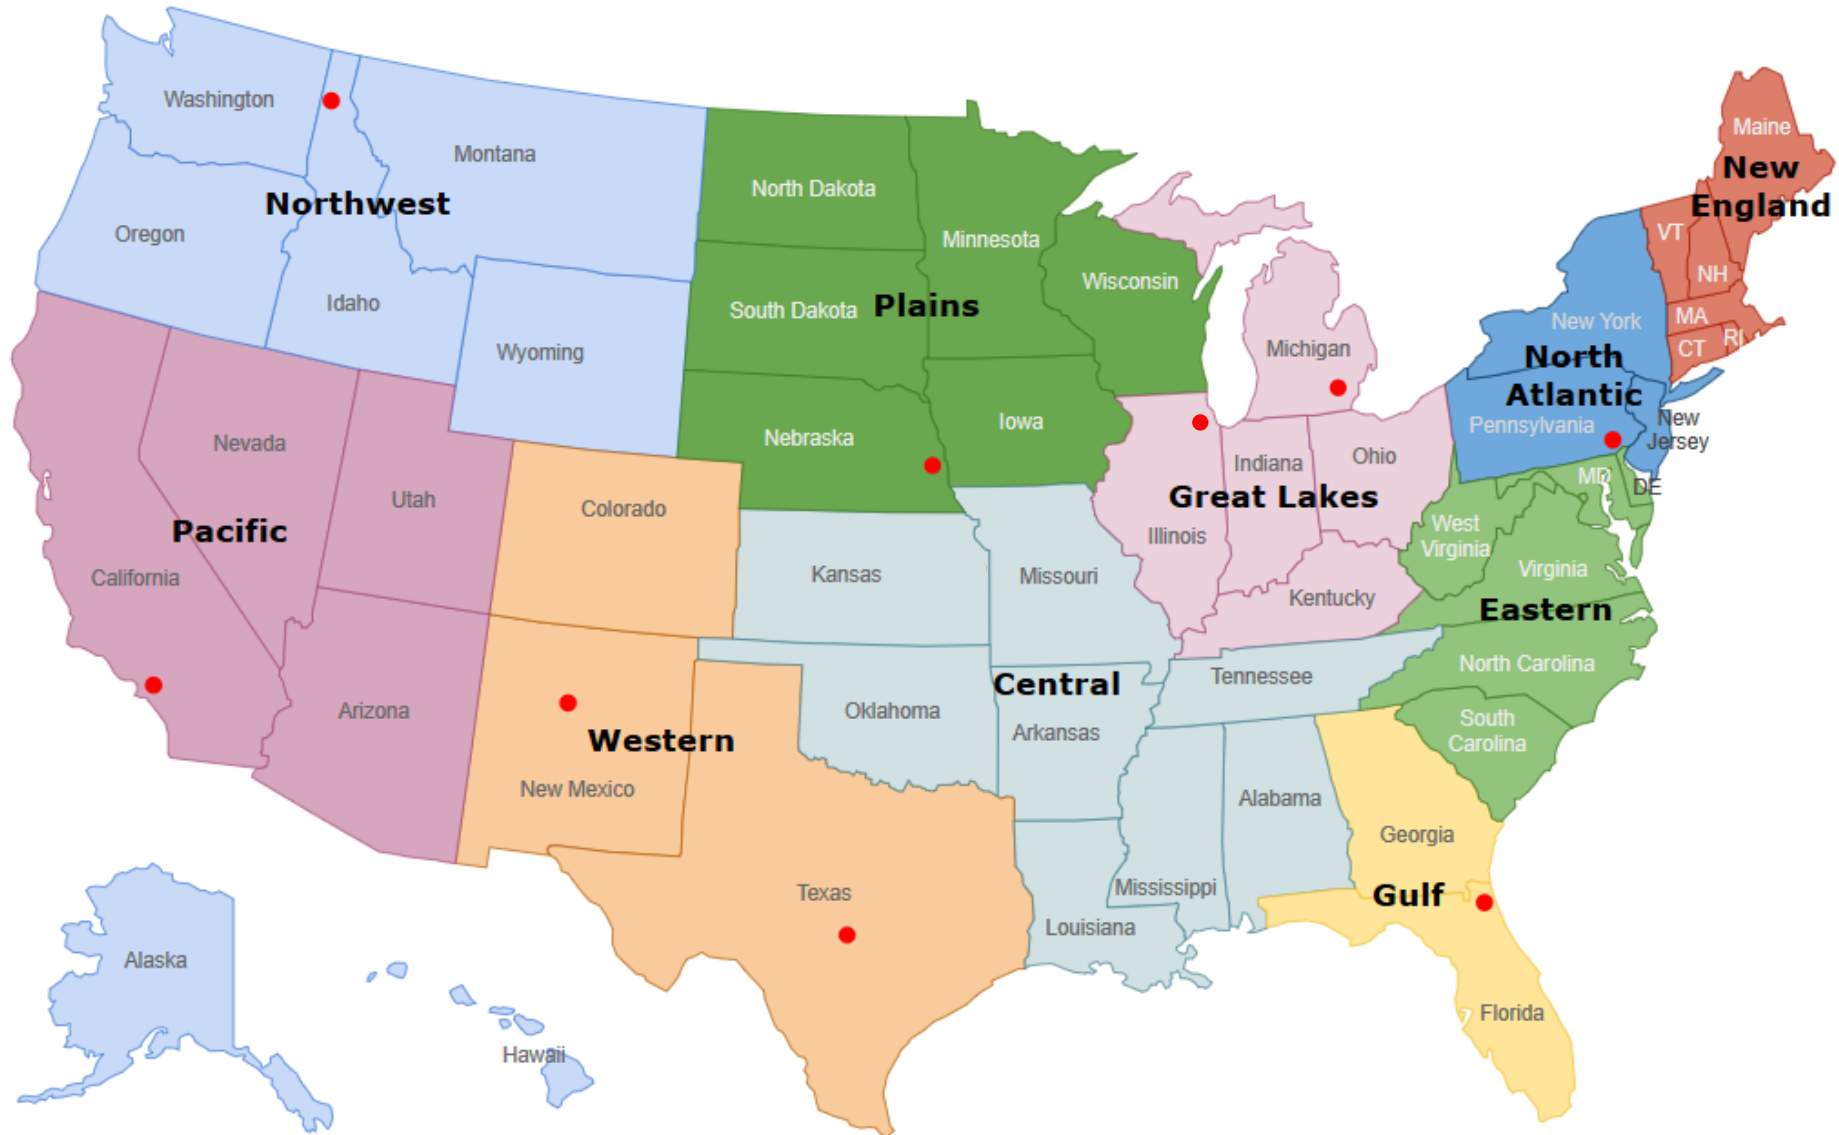 Washington
Montana
Northwest
Oregon
Idaho
Wyoming
North Dakota
Minnesota
South Dakota
Plains
Wisconsin
Nebraska
Iowa
Michigan
Maine
New
England
VT
NH
MA
RI
CT
New York
North
Atlantic
Pennsylvania
New
Jersey
Nevada
Utah
Pacific
California
Arizona
Colorado
Western
New Mexico
Texas
Kansas
Missouri
Central
Oklahoma
Arkansas
Tennessee
Mississippi
Alabama
Louisiana
Indiana
Ohio
Great Lakes
Illinois
Kentucky
MD
DE
West
Virginia
Virginia
Eastern
North Carolina
South
Carolina
Georgia
Gulf
Florida
Alaska
Hawaii